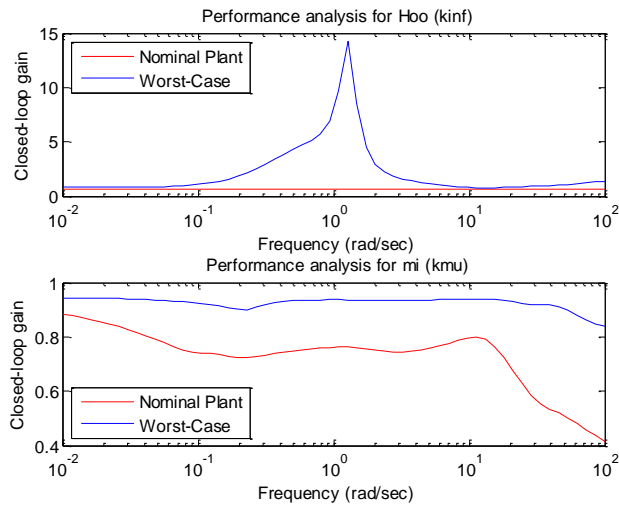 Performance analysis for Hoo (kinf)
15
10
5
0
Closed-loop gain
Nominal Plant
Worst-Case
10^-2
10^-1
10^0
10^1
10^2
Frequency (rad/sec)
Performance analysis for mi (kmu)
1
0.8
0.6
0.4
Closed-loop gain
Nominal Plant
Worst-Case
10^-2
10^-1
10^0
10^1
10^2
Frequency (rad/sec)